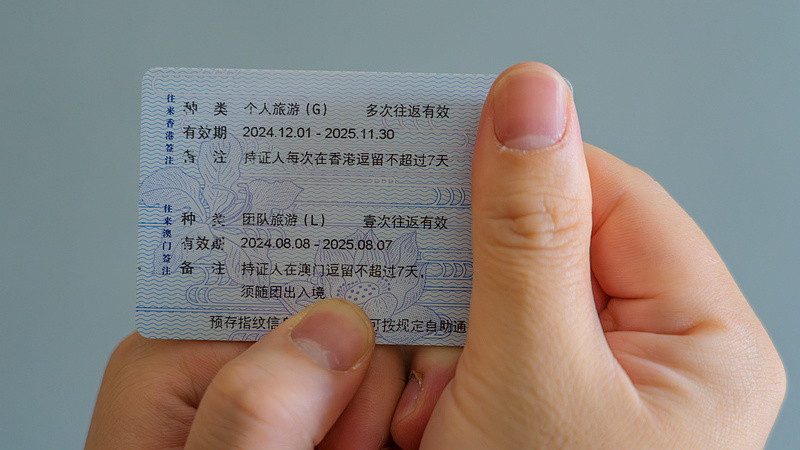 往来香港签注
种 类 个人旅游(G) 多次往返有效
有效期 2024.12.01 - 2025.11.30
备 注 持证人每次在香港逗留不超过7天
往来澳门签注
种 类 团队旅游(L) 壹次往返有效
有效期 2024.08.08 - 2025.08.07
备 注 持证人在澳门逗留不超过7天，
须随团出入境
预存指纹信 可按规定自助通